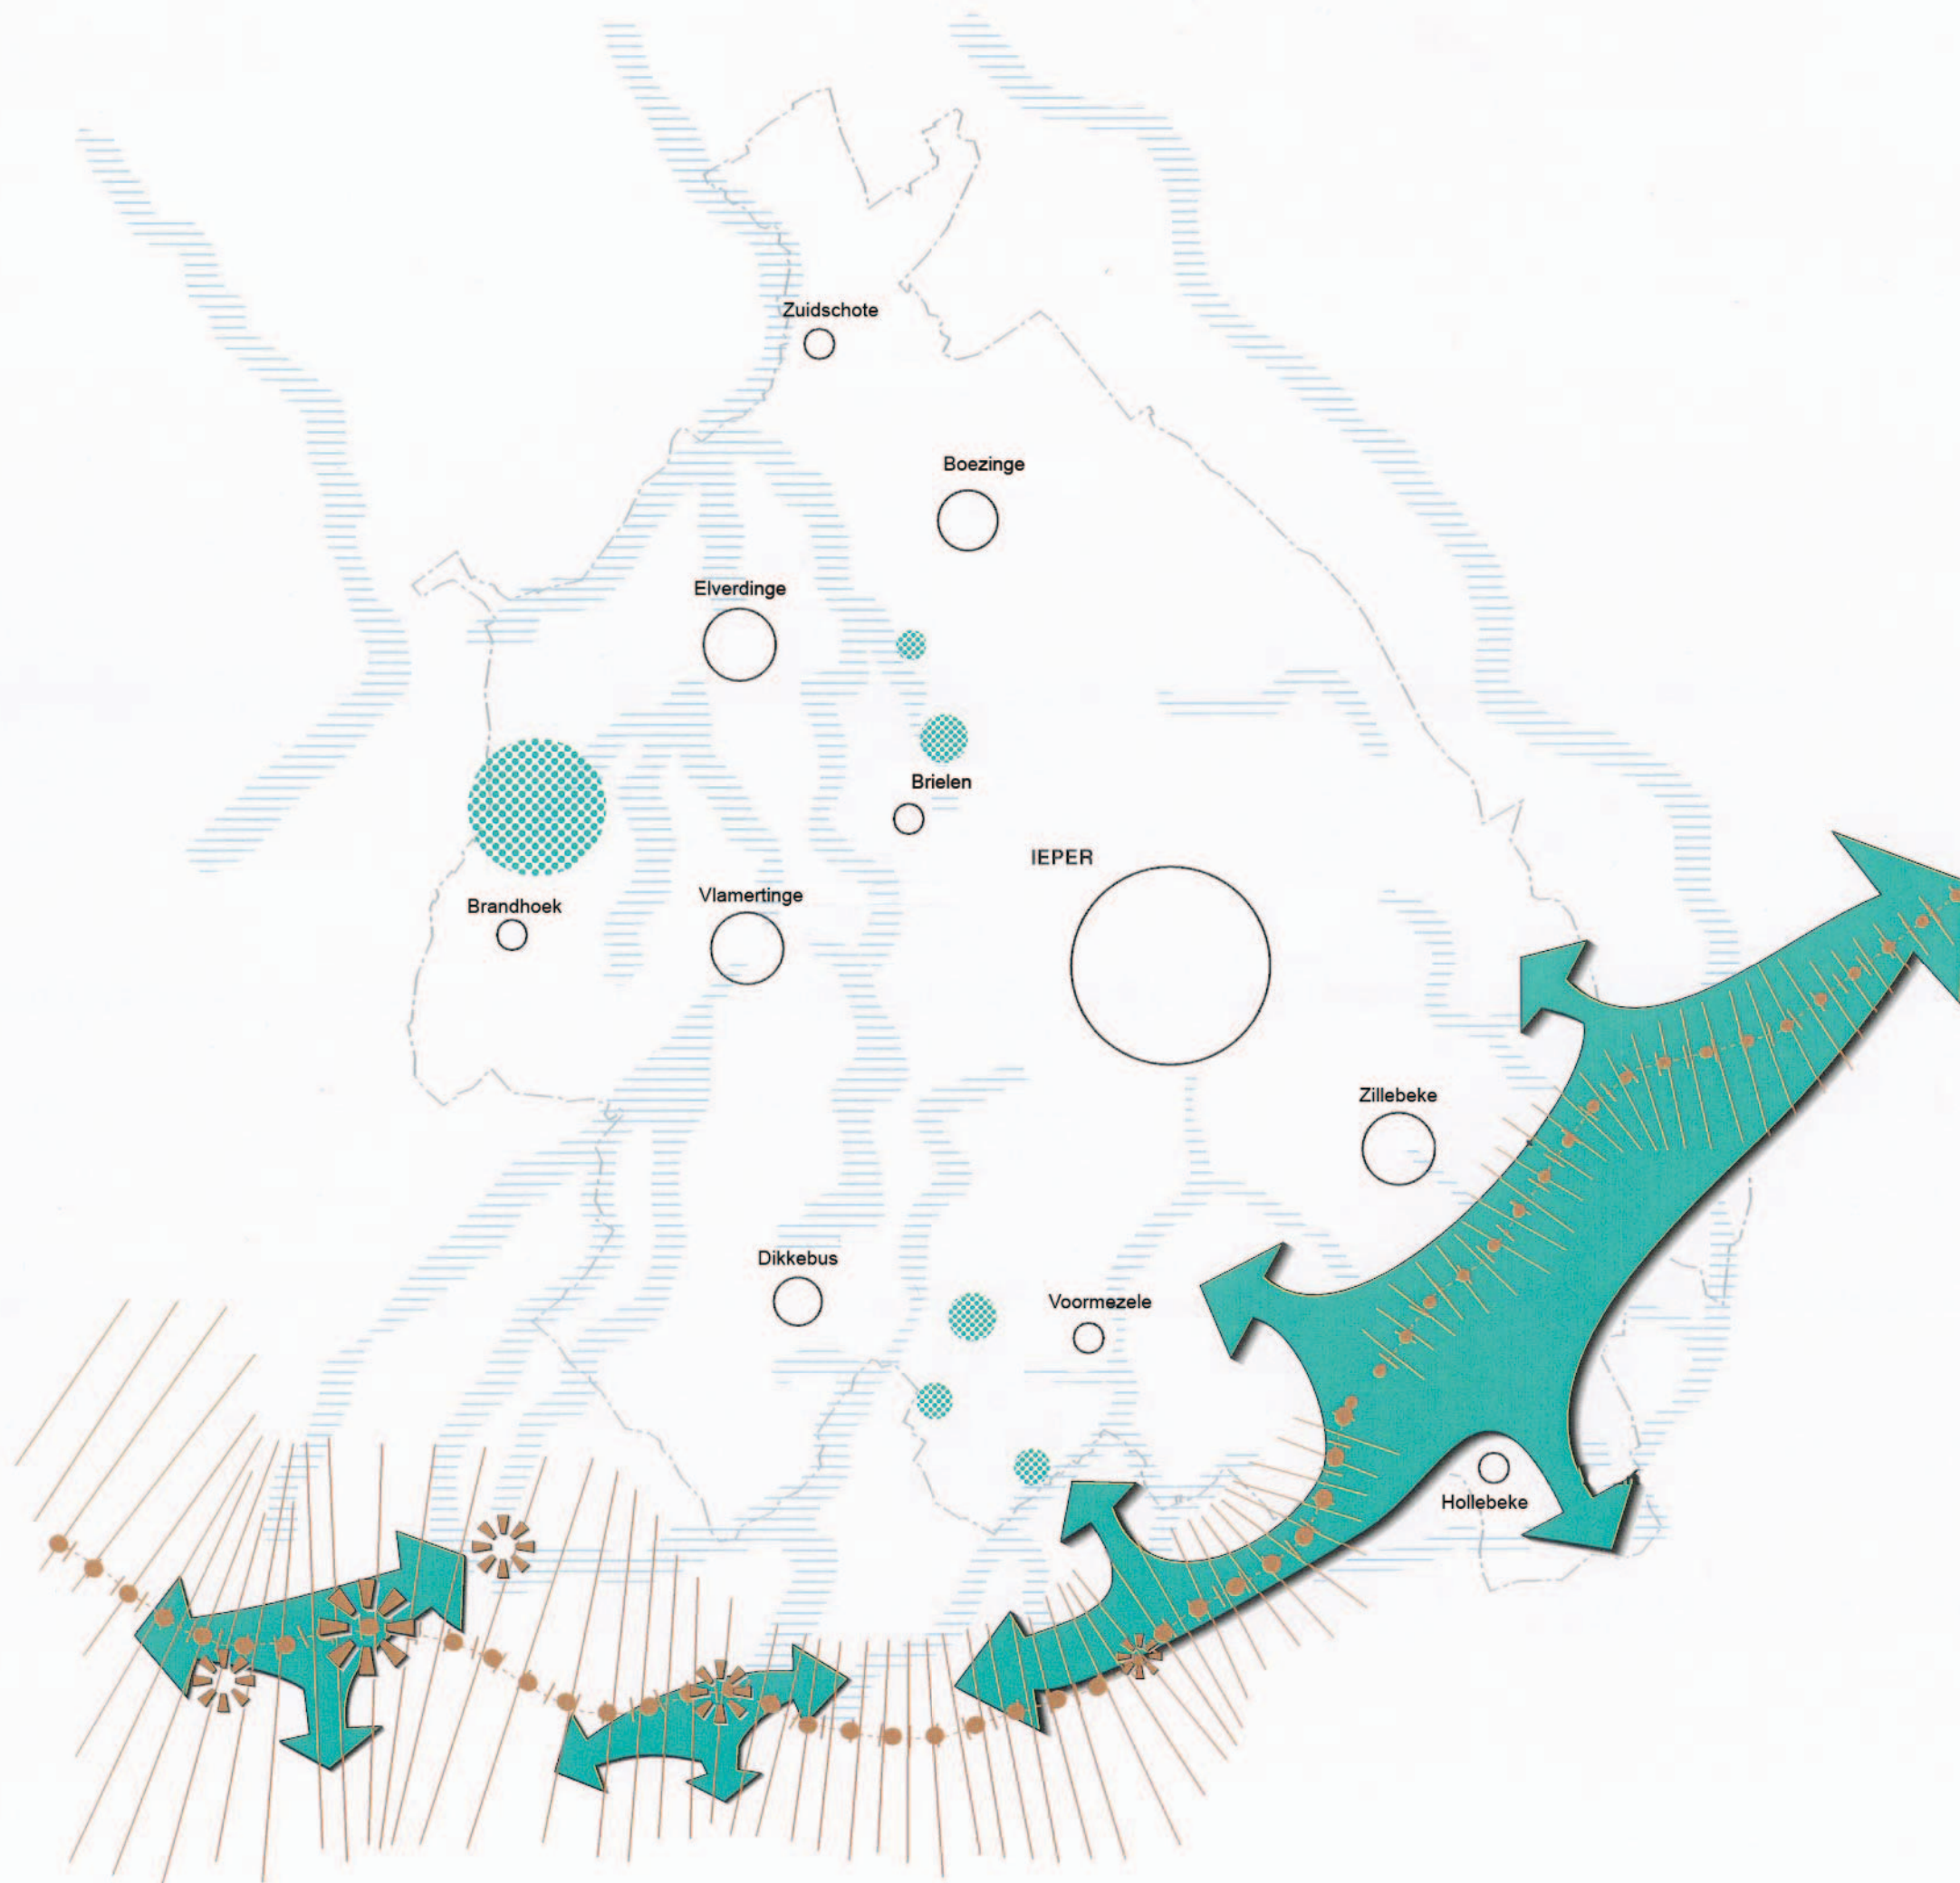 Zuidschote
Boezinge
Elverdinge
Brielen
IEPER
Vlamertinge
Brandhoek
Zillebeke
Dikkebus
Voormezele
Hollebeke